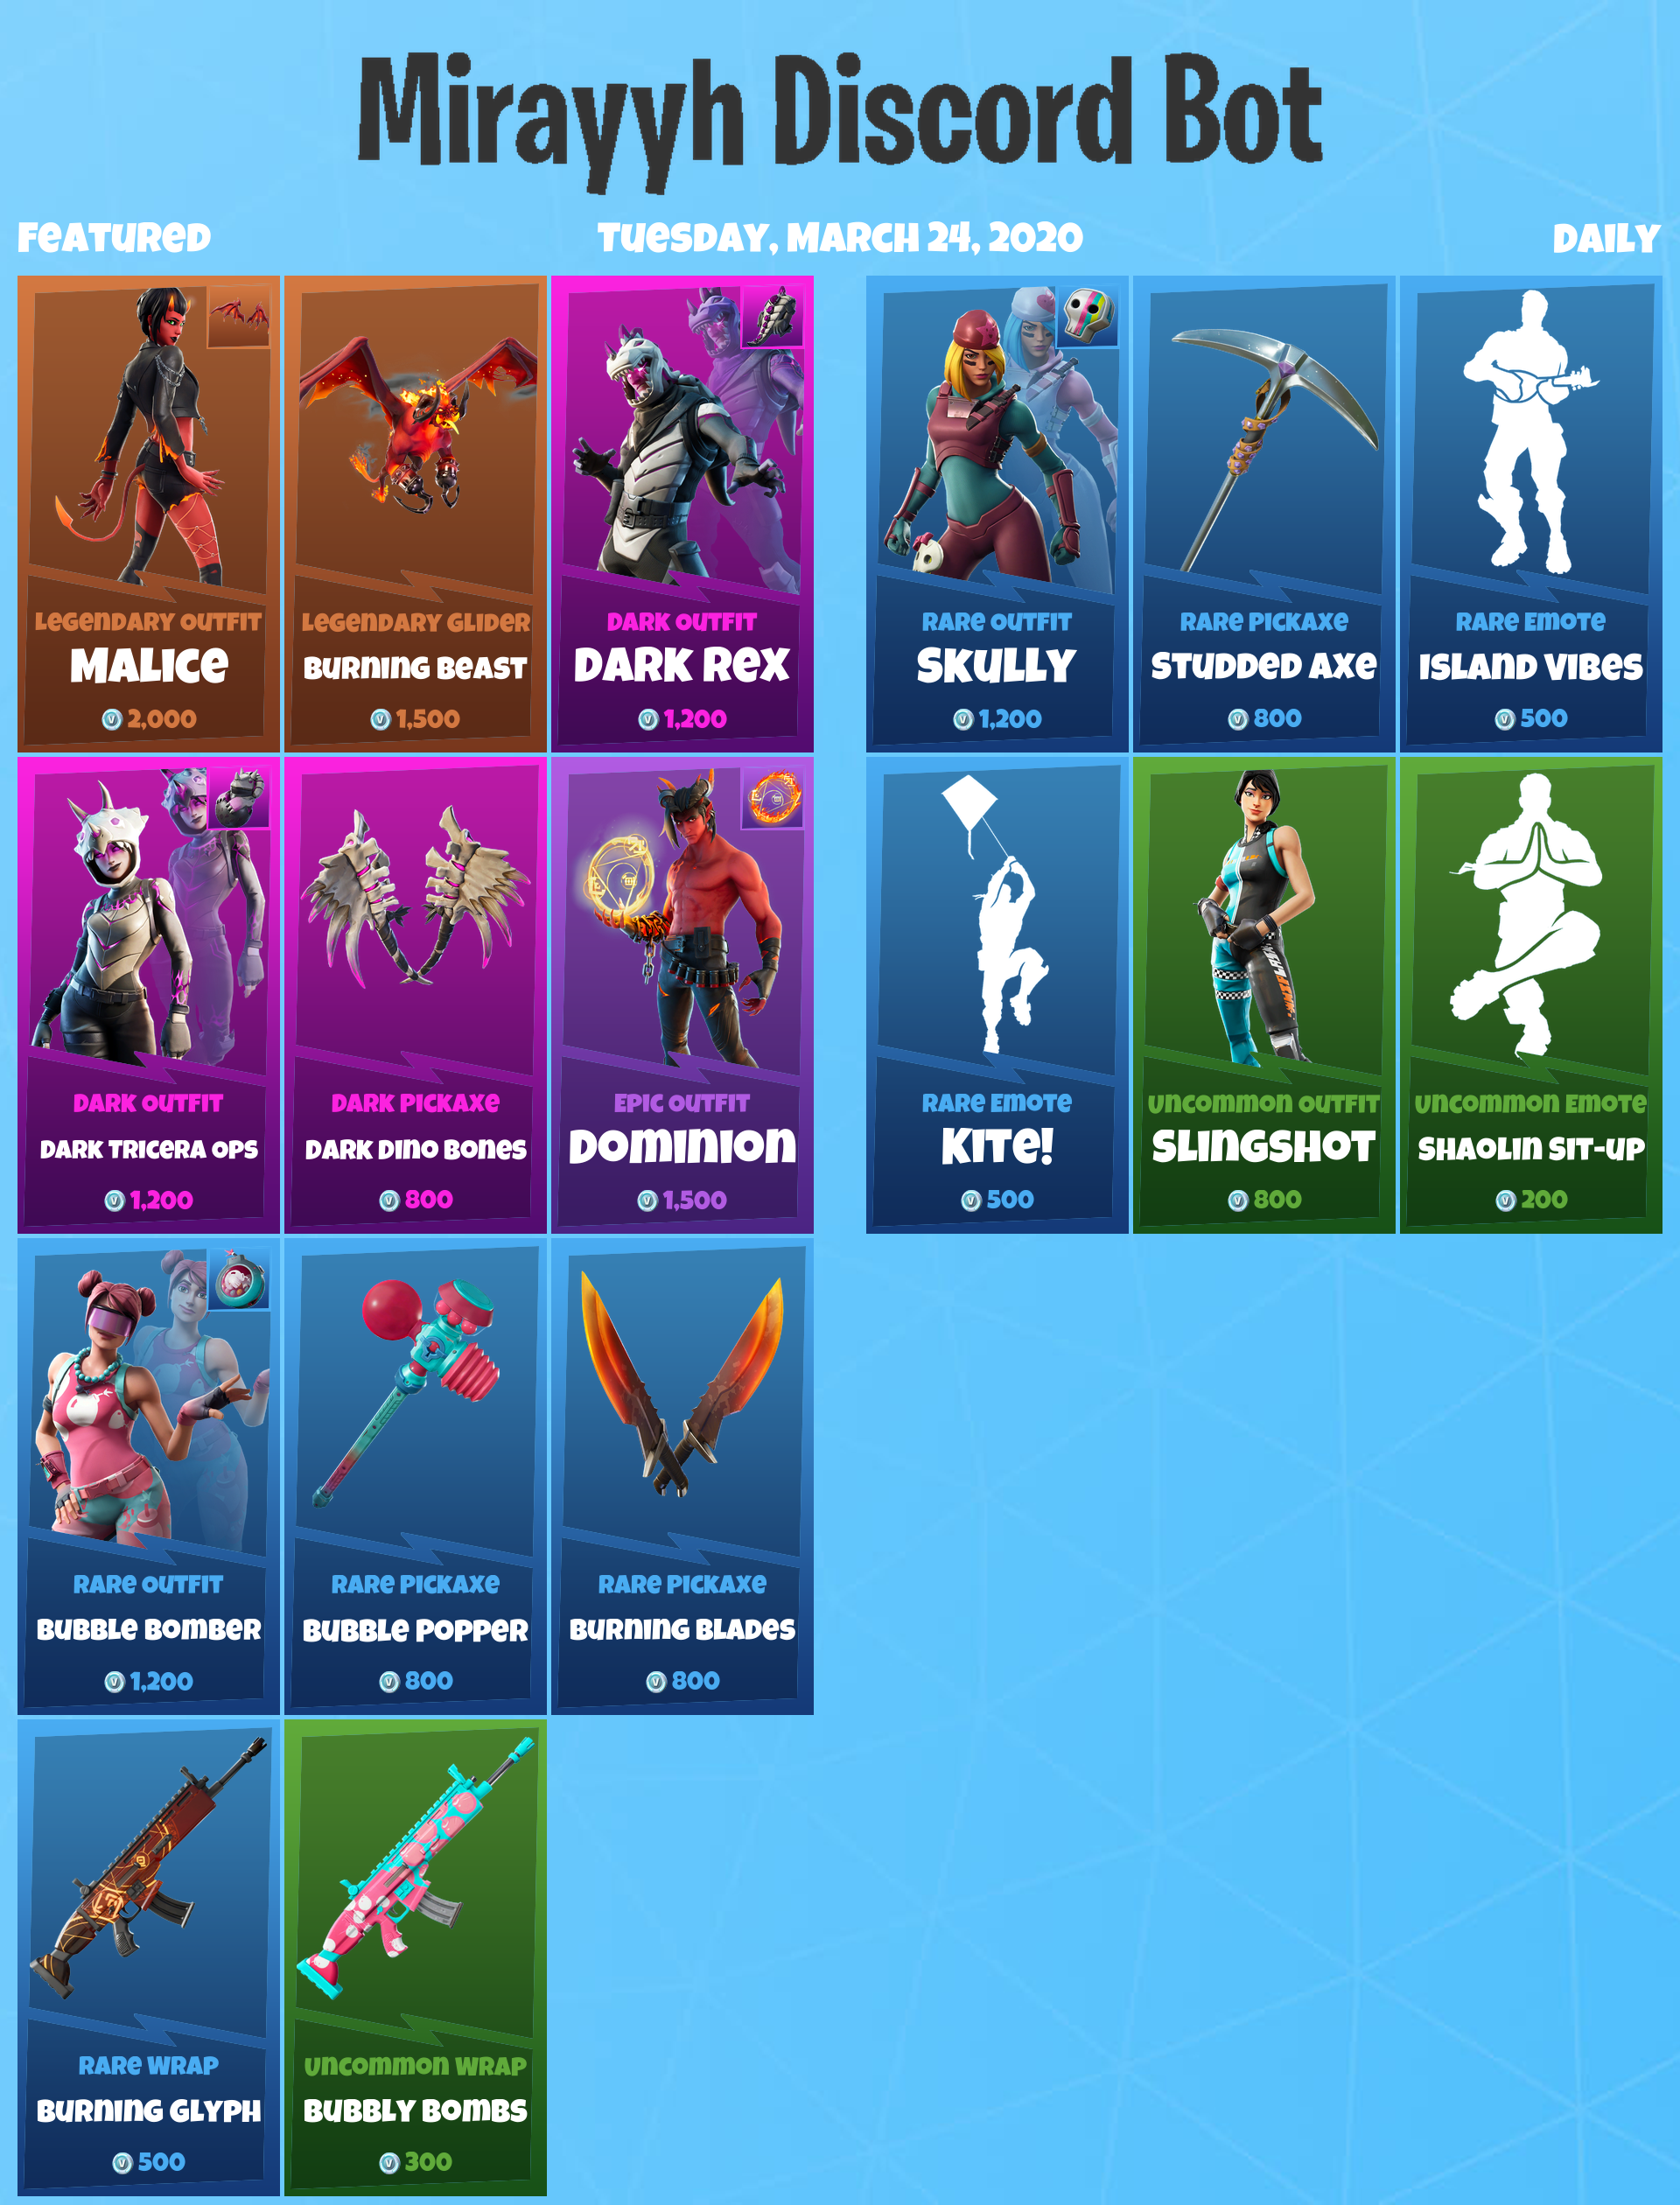 Mirayyh Discord Bot
FEATURED
TUESDAY, MARCH 24, 2020
DAILY
LEGENDARY OUTFIT
MALICE
2,000
LEGENDARY GLIDER
BURNING BEAST
1,500
DARK OUTFIT
DARK REX
1,200
RARE OUTFIT
SKULLY
1,200
RARE PICKAXE
STUDDED AXE
800
RARE EMOTE
ISLAND VIBES
500
DARK OUTFIT
DARK TRICERA OPS
1,200
DARK PICKAXE
DARK DINO BONES
800
EPIC OUTFIT
DOMINION
1,500
RARE EMOTE
KITE!
500
UNCOMMON OUTFIT
SLINGSHOT
800
UNCOMMON EMOTE
SHAOLIN SIT-UP
200
RARE OUTFIT
BUBBLE BOMBER
1,200
RARE PICKAXE
BUBBLE POPPER
800
RARE PICKAXE
BURNING BLADES
800
RARE WRAP
BURNING GLYPH
500
UNCOMMON WRAP
BUBBLY BOMBS
300